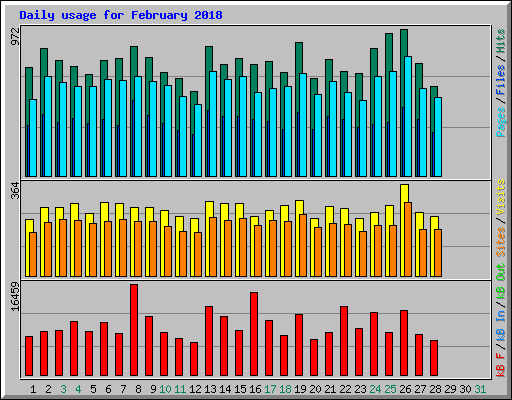 Daily usage for February 2018
972
Pages / Files / Hits
364
Sites / Visits
16459
kB F / kB In / kB Out
1 2 3 4 5 6 7 8 9 10 11 12 13 14 15 16 17 18 19 20 21 22 23 24 25 26 27 28 29 30 31